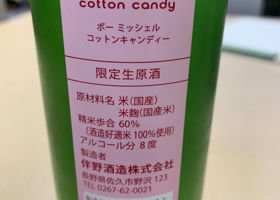 cotton candy
ボー ミッシェル
コットンキャンディー
限定生原酒
原材料名 米(国産)
米麹(国産米)
精米歩合 60%
(酒造好適米100%使用)
アルコール分 8度
製造者
伴野酒造株式会社
長野県佐久市野沢 123
TEL 0267-62-0021